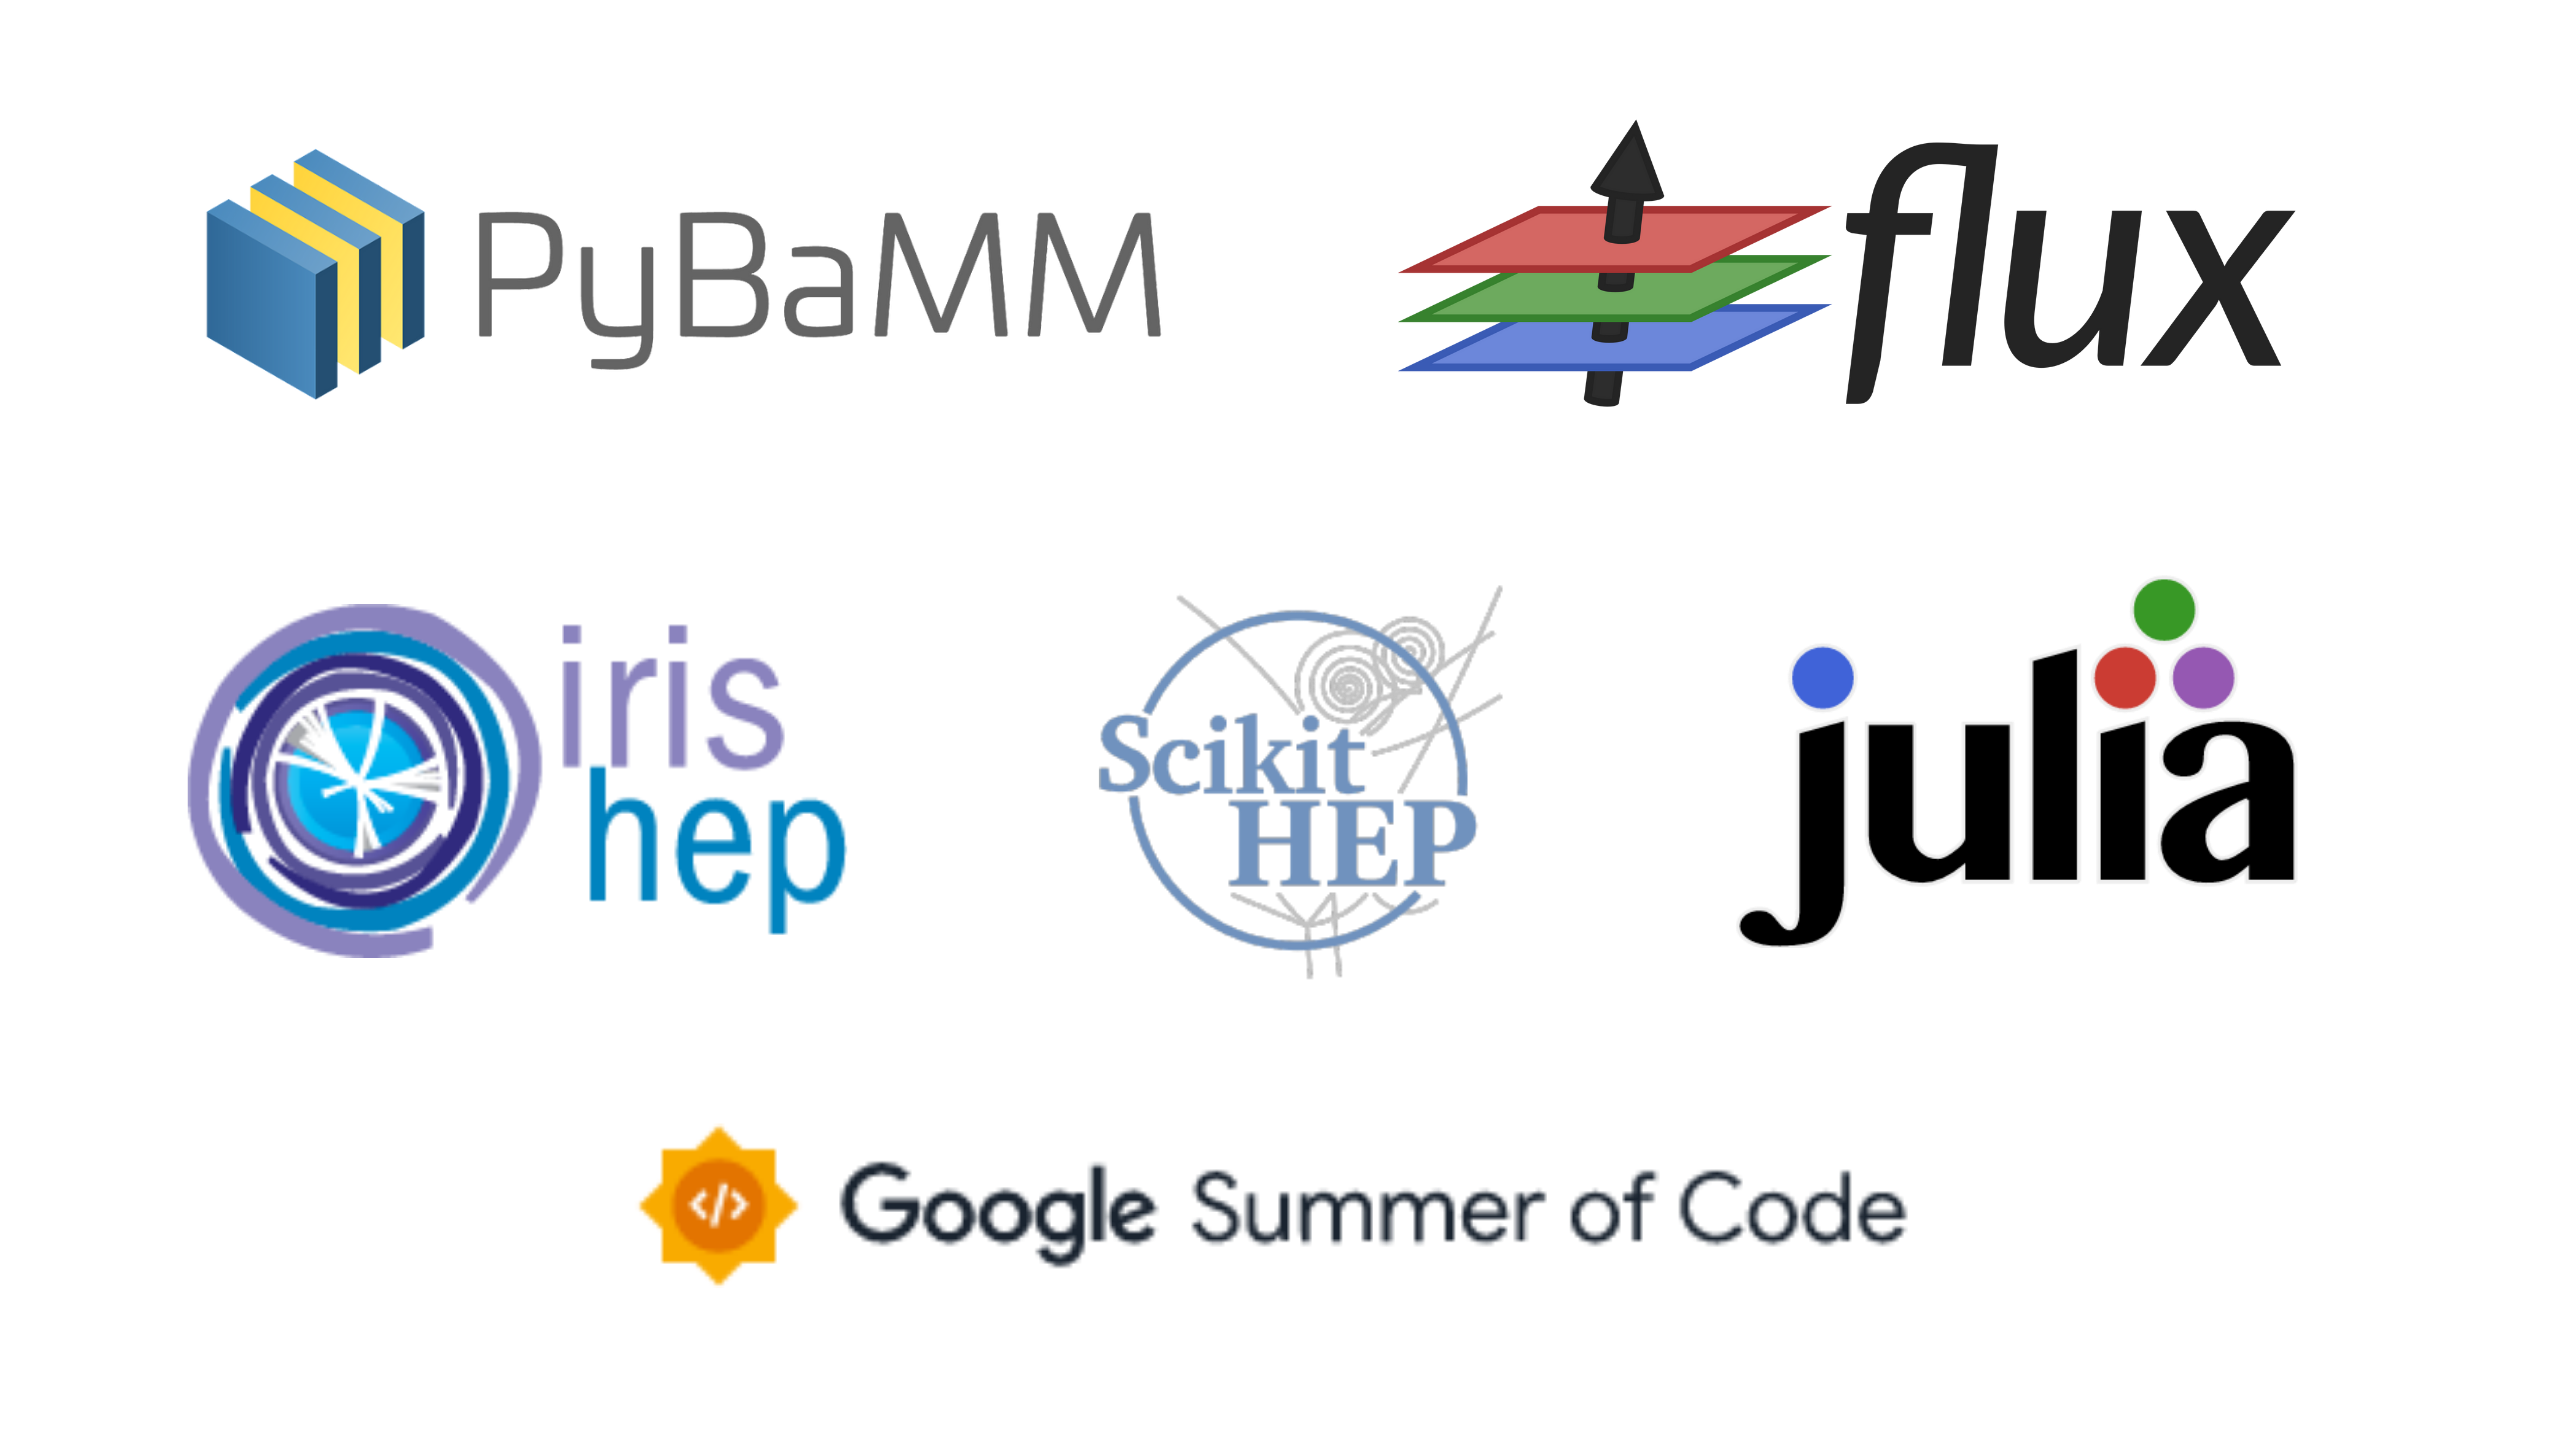 PyBaMM
flux
iris
hep
Scikit
HEP
julia
</>
Google Summer of Code